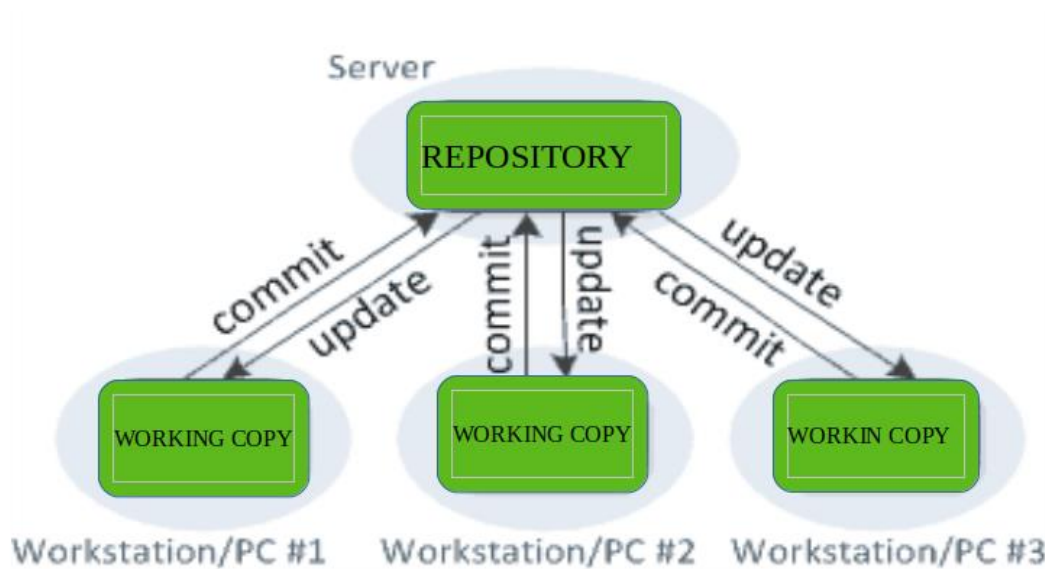 Server
REPOSITORY
commit
update
commit
update
update
commit
WORKING COPY
WORKING COPY
WORKIN COPY
Workstation/PC #1
Workstation/PC #2
Workstation/PC #3